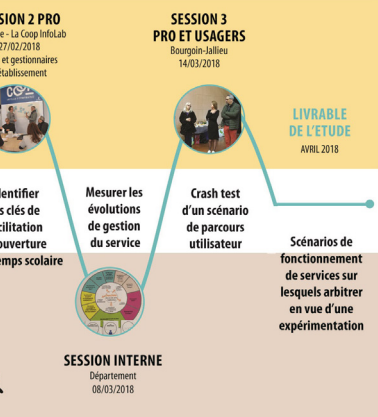 SION 2 PRO
e - La Coop InfoLab
27/02/2018
et gestionnaires
établissement
SESSION 3
PRO ET USAGERS
Bourgoin-Jallieu
14/03/2018
LIVRABLE
DE L'ETUDE
AVRIL 2018
entifier
s clés de
cilitation
ouverture
emps scolaire
Mesurer les
évolutions
de gestion
du service
Crash test
d'un scénario
de parcours
utilisateur
Scénarios de
fonctionnement
de services sur
lesquels arbitrer
en vue d'une
expérimentation
SESSION INTERNE
Département
08/03/2018